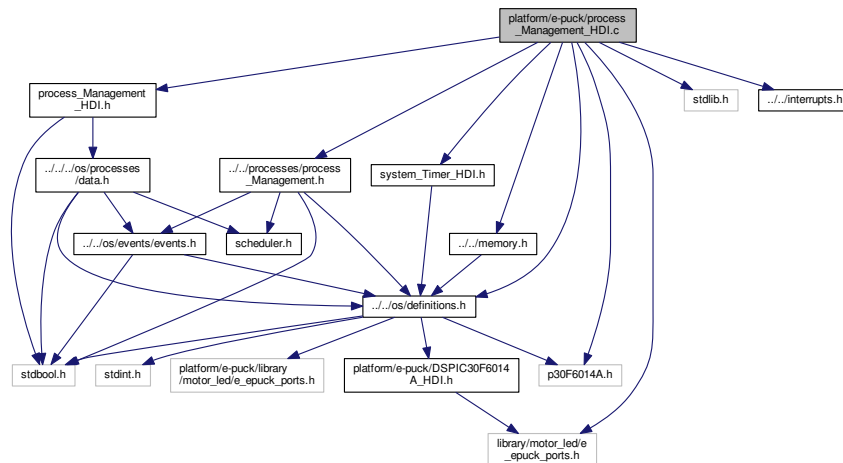 platform/e-puck/process
_Management_HDI.c
process_Management
_HDI.h
stdlib.h
../../interrupts.h
../../../os/processes
/data.h
../../processes/process
_Management.h
system_Timer_HDI.h
../../os/events/events.h
scheduler.h
../../memory.h
../../os/definitions.h
stdbool.h
stdint.h
platform/e-puck/library
/motor_led/e_epuck_ports.h
platform/e-puck/DSPIC30F6014
A_HDI.h
p30F6014A.h
library/motor_led/e
_epuck_ports.h